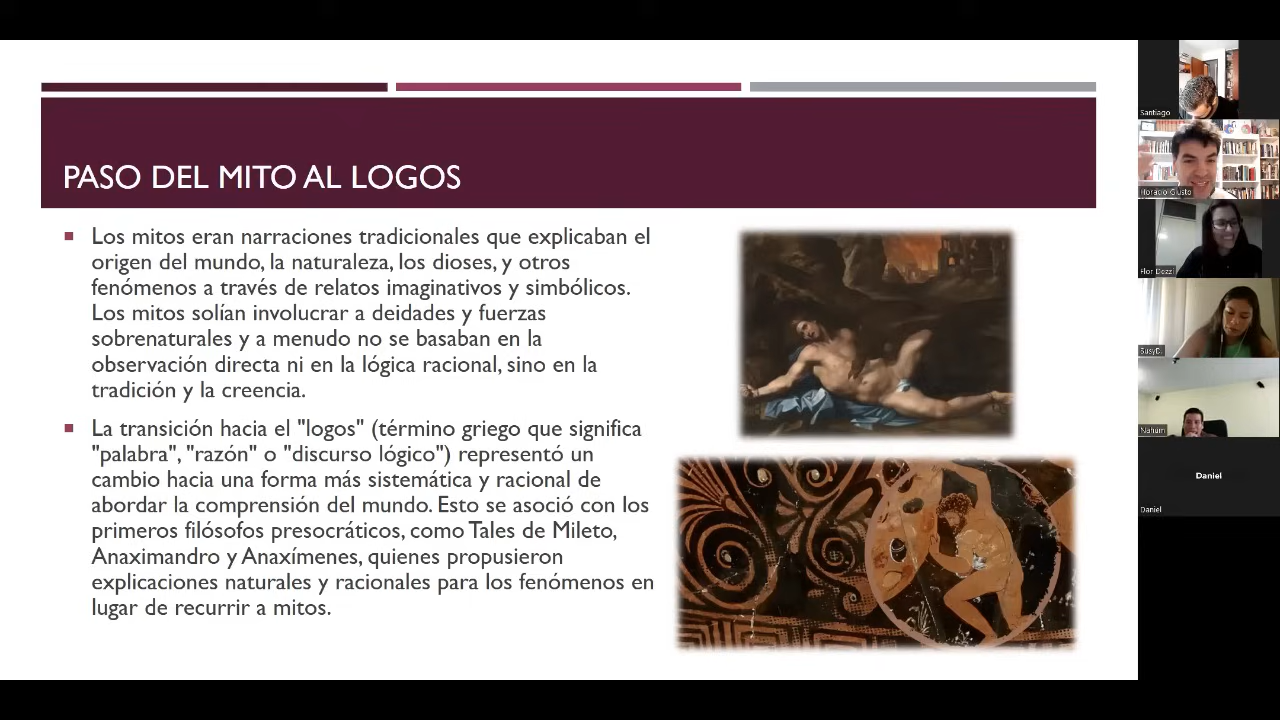 PASO DEL MITO AL LOGOS
Los mitos eran narraciones tradicionales que explicaban el
origen del mundo, la naturaleza, los dioses, y otros
fenómenos a través de relatos imaginativos y simbólicos.
Los mitos solían involucrar a deidades y fuerzas
sobrenaturales y a menudo no se basaban en la
observación directa ni en la lógica racional, sino en la
tradición y la creencia.
La transición hacia el "logos" (término griego que significa
"palabra", "razón" o "discurso lógico") representó un
cambio hacia una forma más sistemática y racional de
abordar la comprensión del mundo. Esto se asoció con los
primeros filósofos presocráticos, como Tales de Mileto,
Anaximandro y Anaxímenes, quienes propusieron
explicaciones naturales y racionales para los fenómenos en
lugar de recurrir a mitos.
Santiago
Horacio Giusto
Flor Dezzi
SusyD.
Nahum
Daniel
Daniel